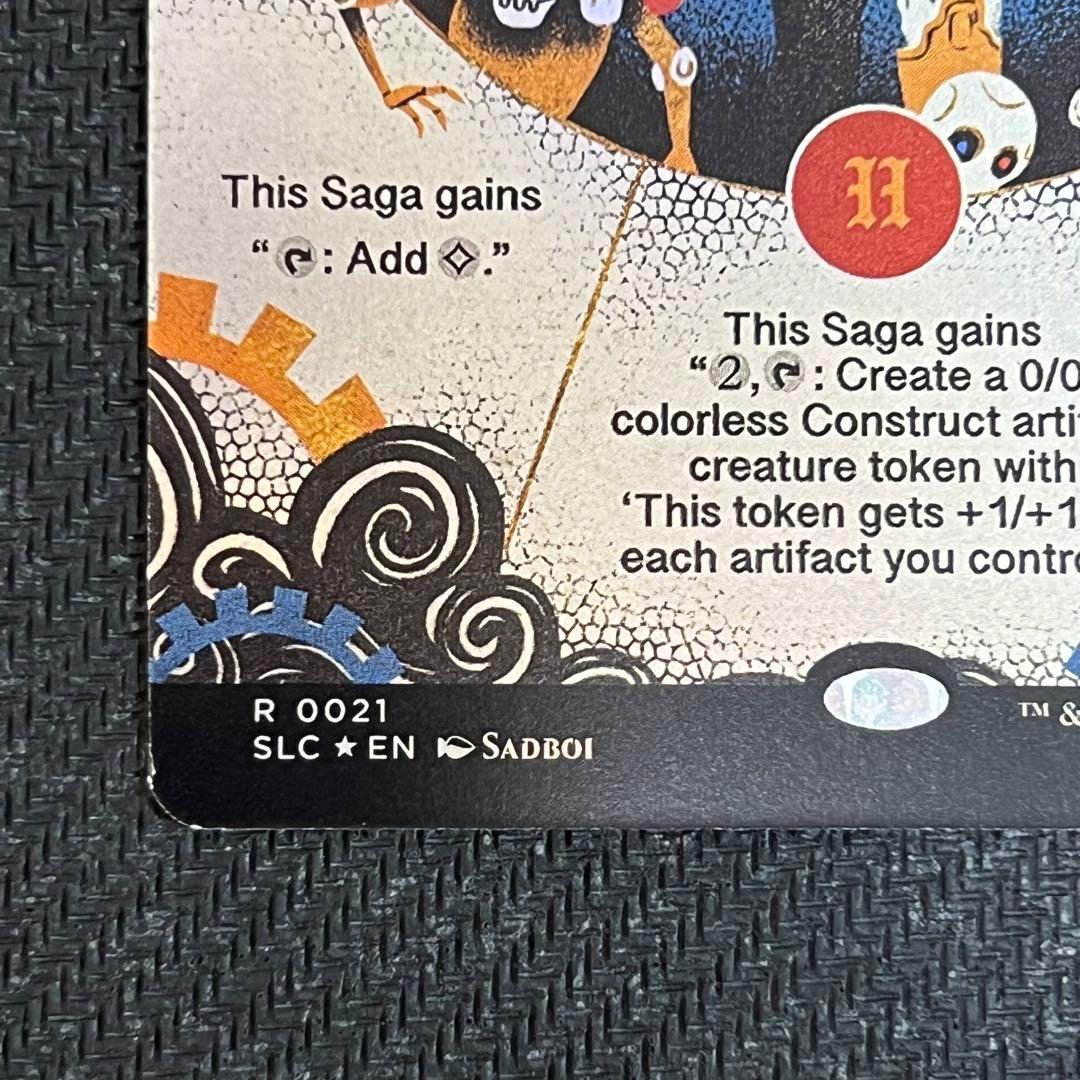 This Saga gains
“: Add .”
II
This Saga gains
“2, : Create a 0/0
colorless Construct arti
creature token with
‘This token gets +1/+1
each artifact you contro
R 0021
SLC ★ EN SADBOI
™ &